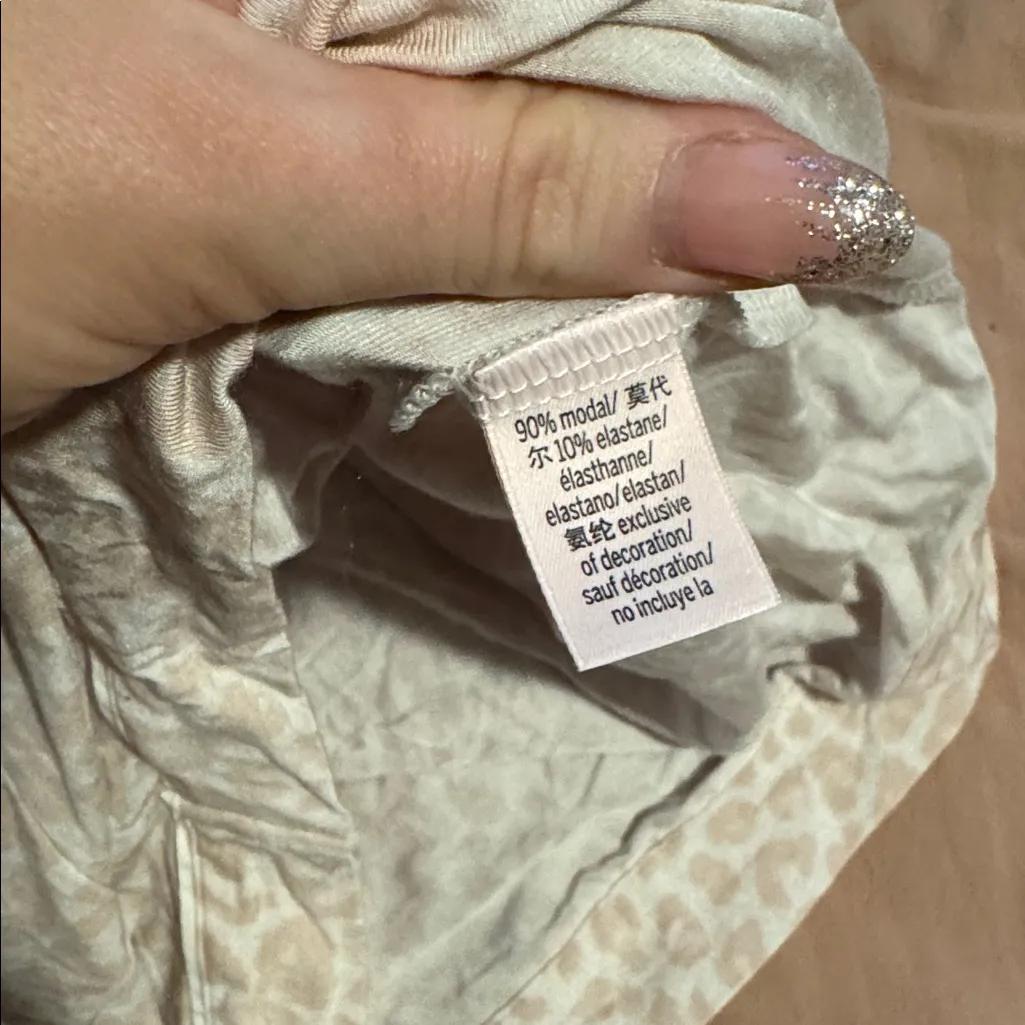 90% modal/ 莫代
尔 10% elastane/
élasthanne/
elastano/elastan/
氨纶 exclusive
of decoration/
sauf décoration/
no incluye la